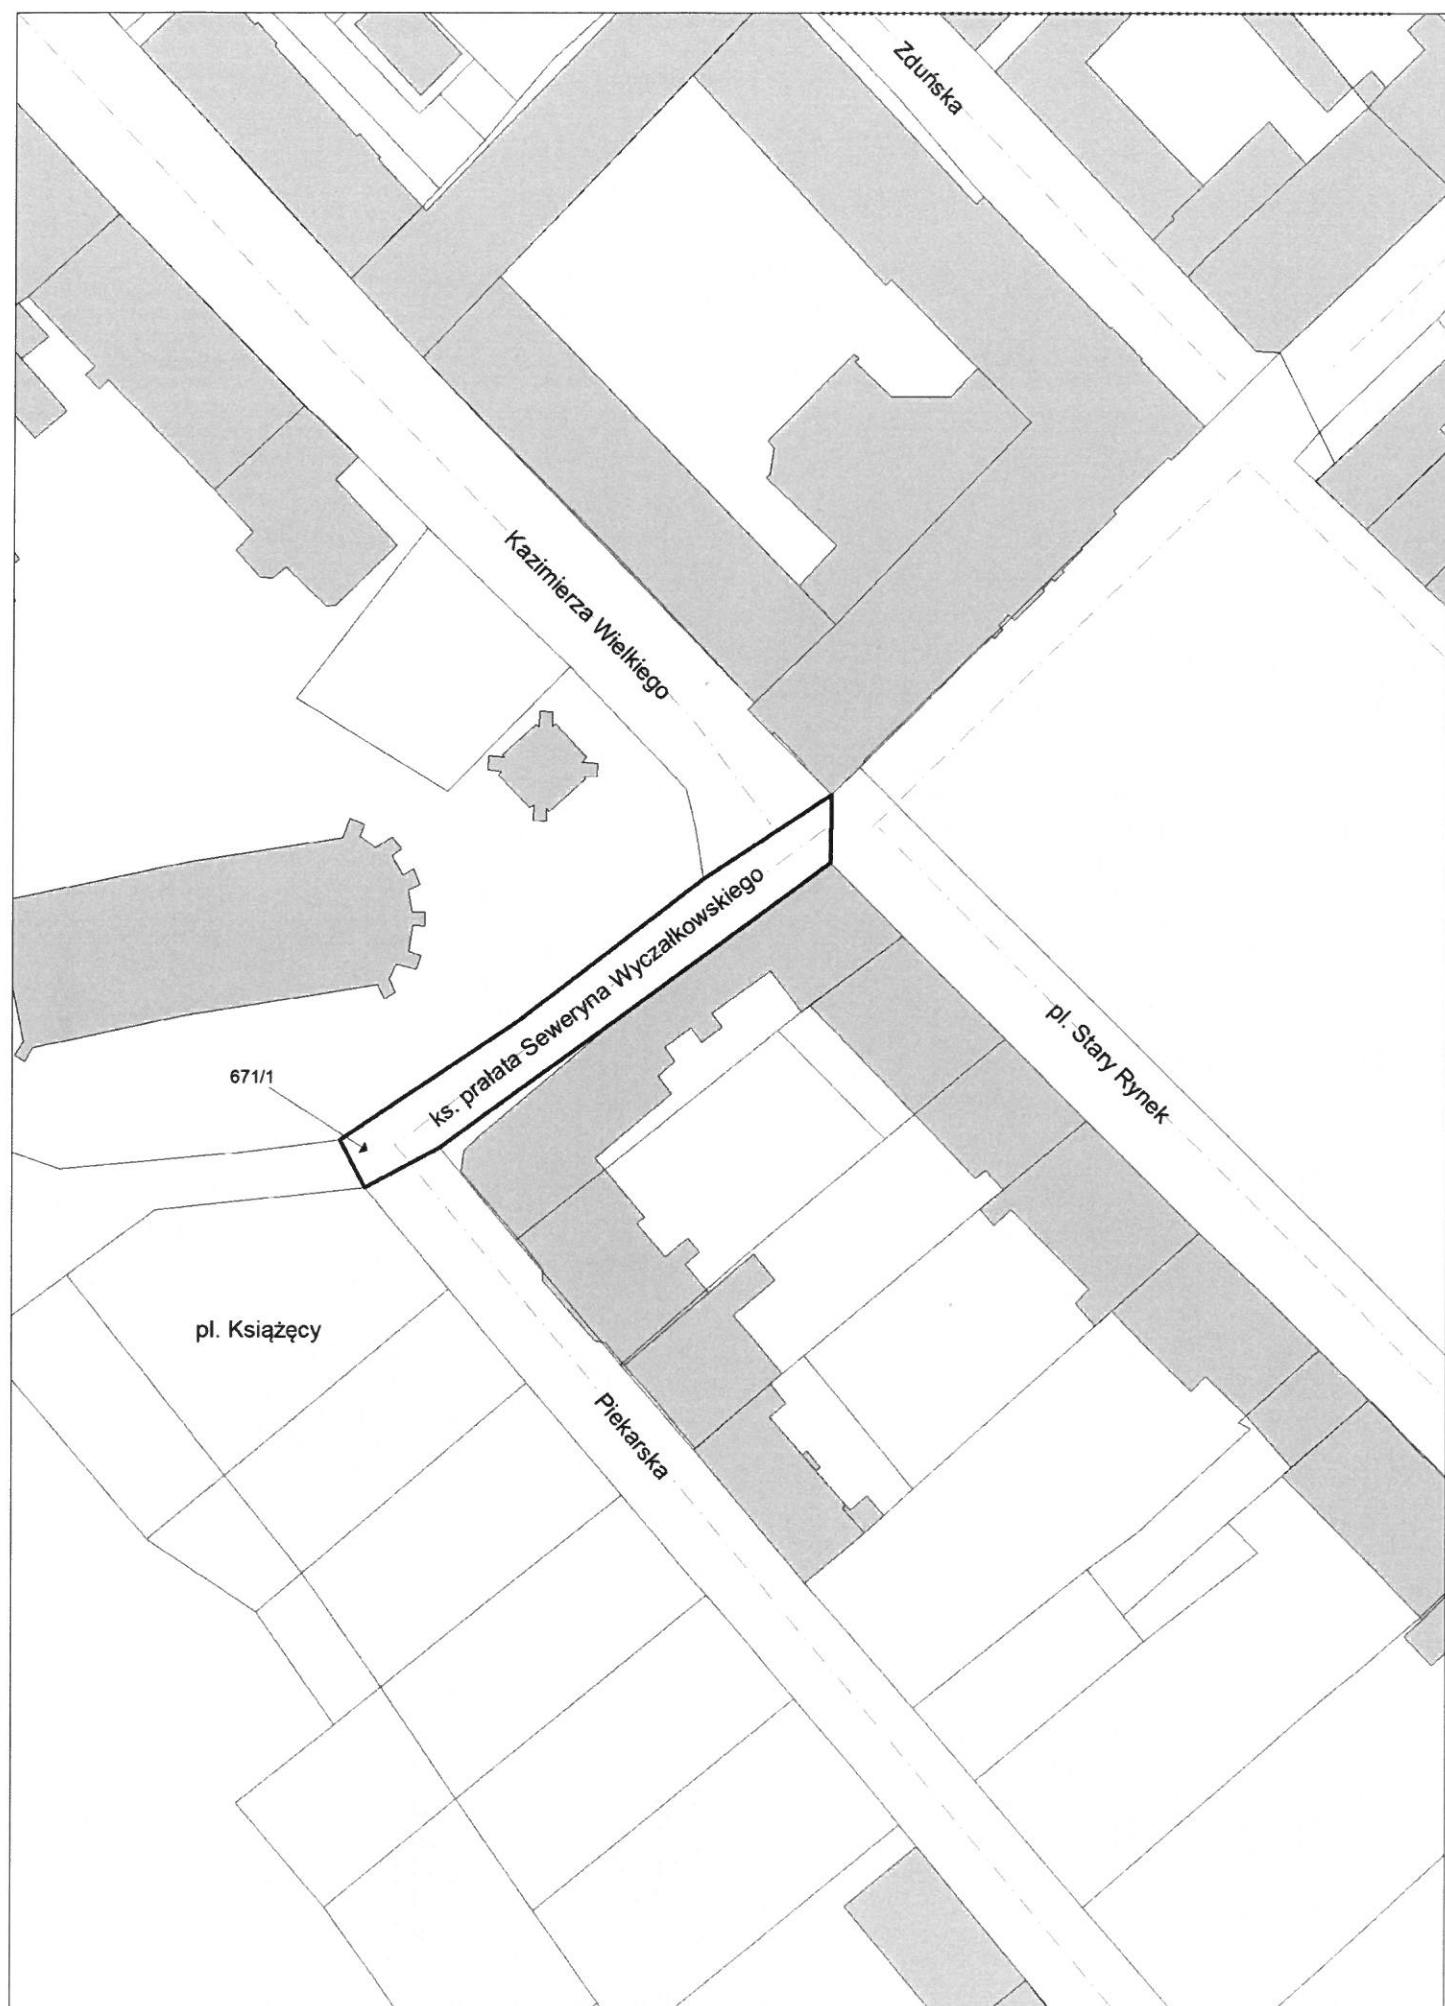 Zduńska
Kazimierza Wielkiego
ks. prałata Seweryna Wyczałkowskiego
pl. Stary Rynek
671/1
pl. Książęcy
Piekarska